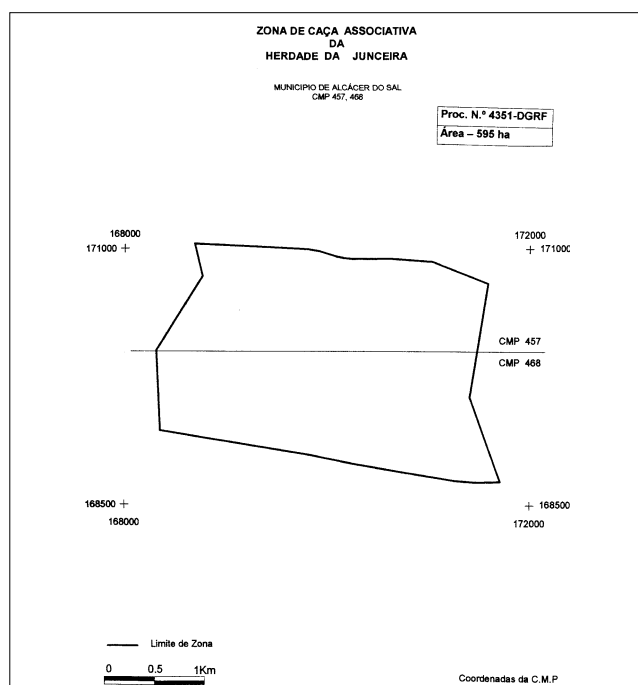 ZONA DE CAÇA ASSOCIATIVA
DA
HERDADE DA JUNCEIRA
MUNICIPIO DE ALCÁCER DO SAL
CMP 457, 468
Proc. N.º 4351-DGRF
Área – 595 ha
168000
171000
172000
171000
CMP 457
CMP 468
168500
168000
168500
172000
Limite de Zona
0 0.5 1Km
Coordenadas da C.M.P